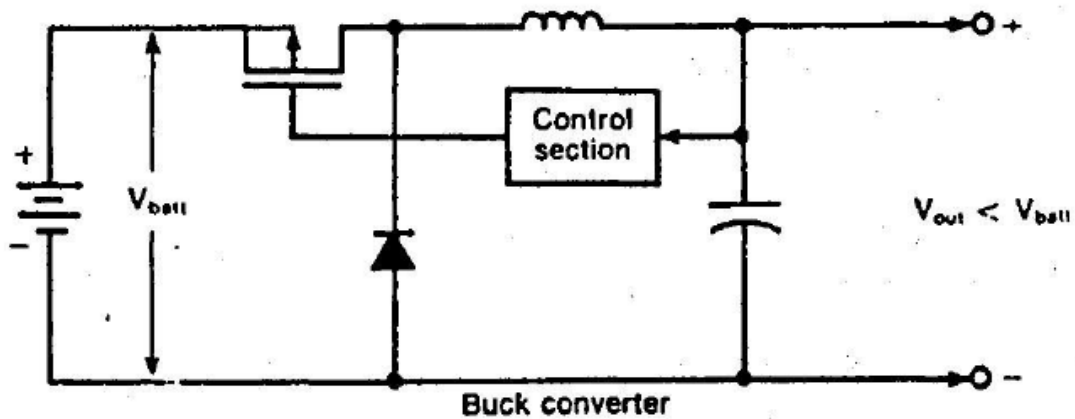 +
Control
section
+
V_batt
V_out < V_batt
−
−
Buck converter